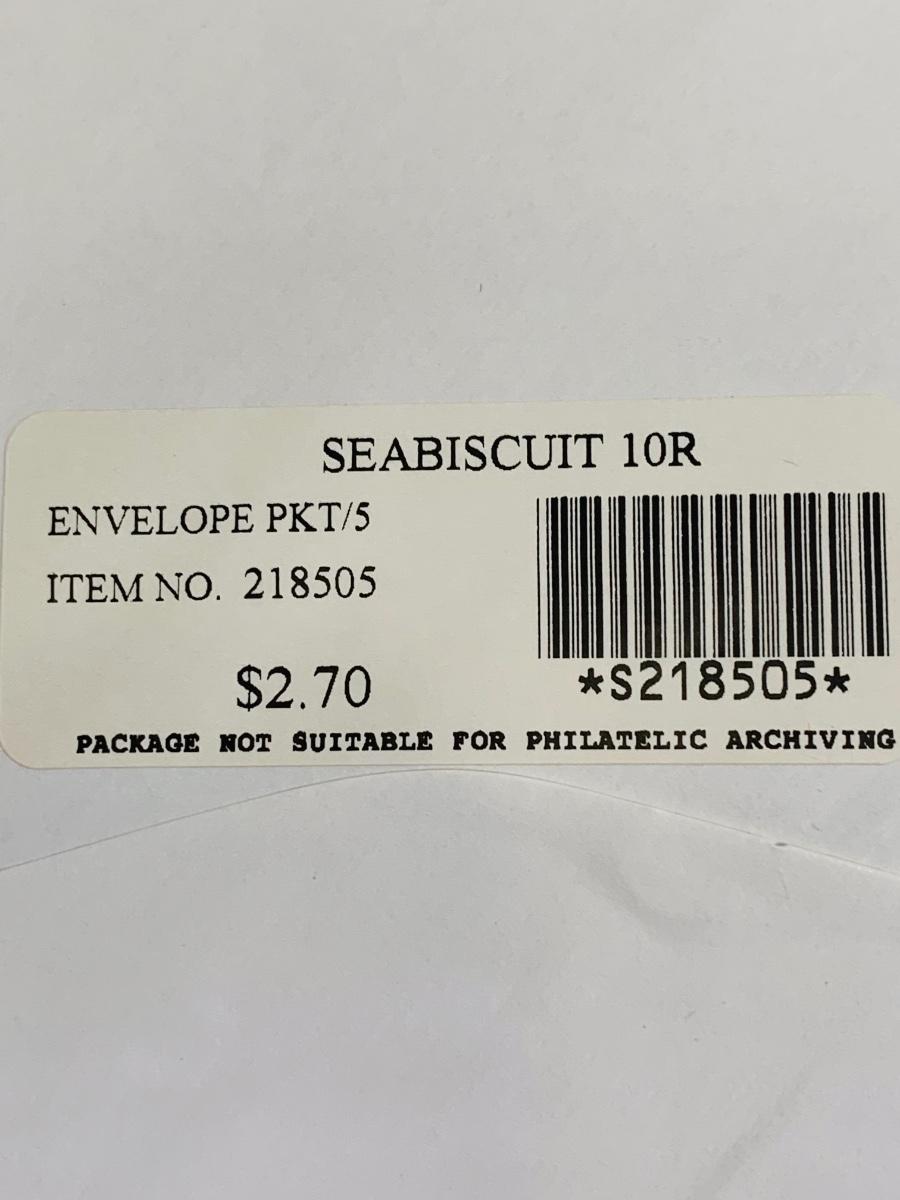 SEABISCUIT 10R
ENVELOPE PKT/5
ITEM NO. 218505
$2.70
*S218505*
PACKAGE NOT SUITABLE FOR PHILATELIC ARCHIVING